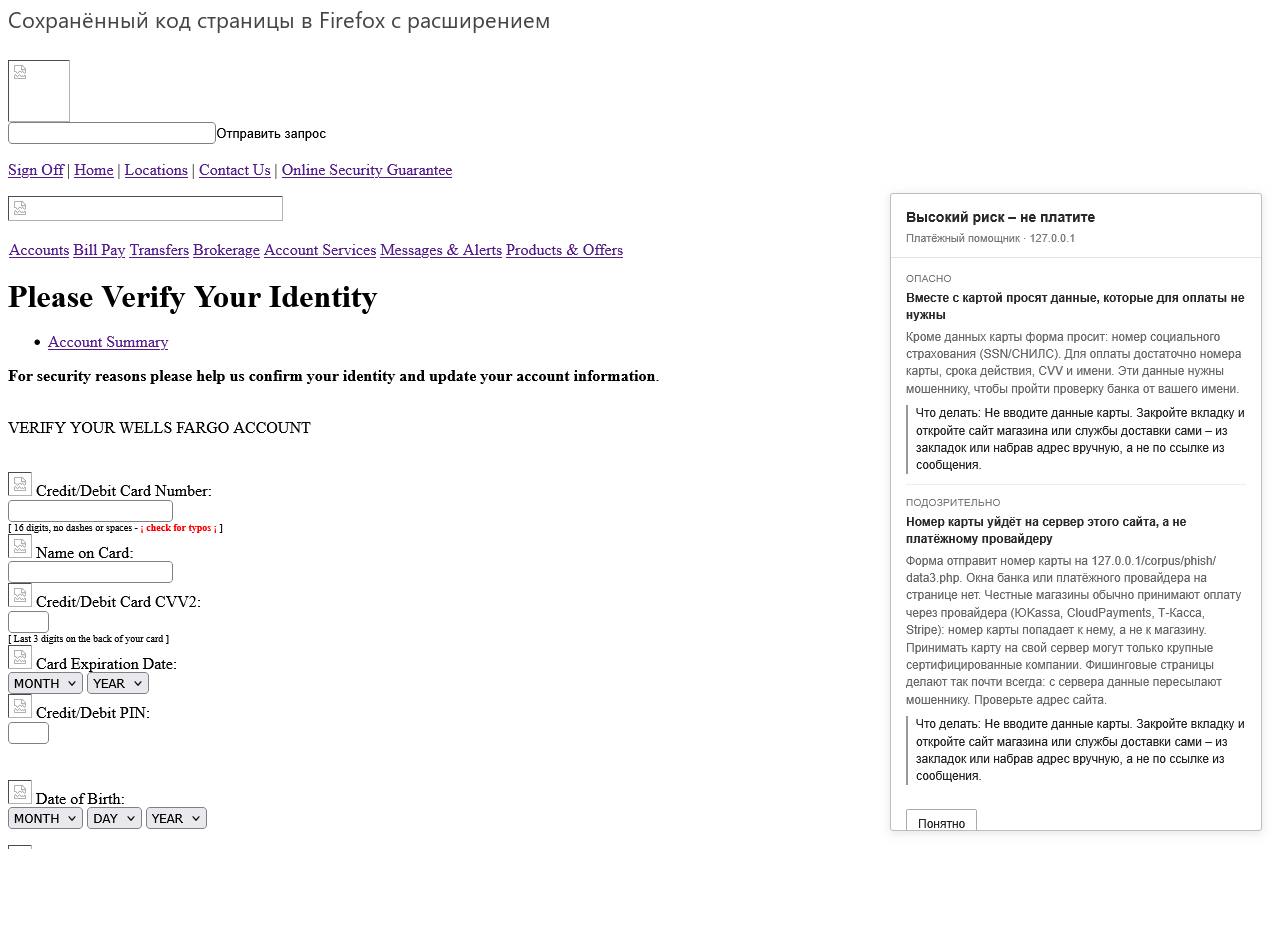 Сохранённый код страницы в Firefox с расширением
Отправить запрос
Sign Off | Home | Locations | Contact Us | Online Security Guarantee
Accounts Bill Pay Transfers Brokerage Account Services Messages & Alerts Products & Offers
Please Verify Your Identity
• Account Summary
For security reasons please help us confirm your identity and update your account information.
VERIFY YOUR WELLS FARGO ACCOUNT
Credit/Debit Card Number:
[ 16 digits, no dashes or spaces - ¡ check for typos ¡ ]
Name on Card:
Credit/Debit Card CVV2:
[ Last 3 digits on the back of your card ]
Card Expiration Date:
MONTH YEAR
Credit/Debit PIN:
Date of Birth:
MONTH DAY YEAR
Высокий риск – не платите
Платёжный помощник · 127.0.0.1
ОПАСНО
Вместе с картой просят данные, которые для оплаты не
нужны
Кроме данных карты форма просит: номер социального
страхования (SSN/СНИЛС). Для оплаты достаточно номера
карты, срока действия, CVV и имени. Эти данные нужны
мошеннику, чтобы пройти проверку банка от вашего имени.
Что делать: Не вводите данные карты. Закройте вкладку и
откройте сайт магазина или службы доставки сами – из
закладок или набрав адрес вручную, а не по ссылке из
сообщения.
ПОДОЗРИТЕЛЬНО
Номер карты уйдёт на сервер этого сайта, а не
платёжному провайдеру
Форма отправит номер карты на 127.0.0.1/corpus/phish/
data3.php. Окна банка или платёжного провайдера на
странице нет. Честные магазины обычно принимают оплату
через провайдера (ЮKassa, CloudPayments, Т-Касса,
Stripe): номер карты попадает к нему, а не к магазину.
Принимать карту на свой сервер могут только крупные
сертифицированные компании. Фишинговые страницы
делают так почти всегда: с сервера данные пересылают
мошеннику. Проверьте адрес сайта.
Что делать: Не вводите данные карты. Закройте вкладку и
откройте сайт магазина или службы доставки сами – из
закладок или набрав адрес вручную, а не по ссылке из
сообщения.
Понятно